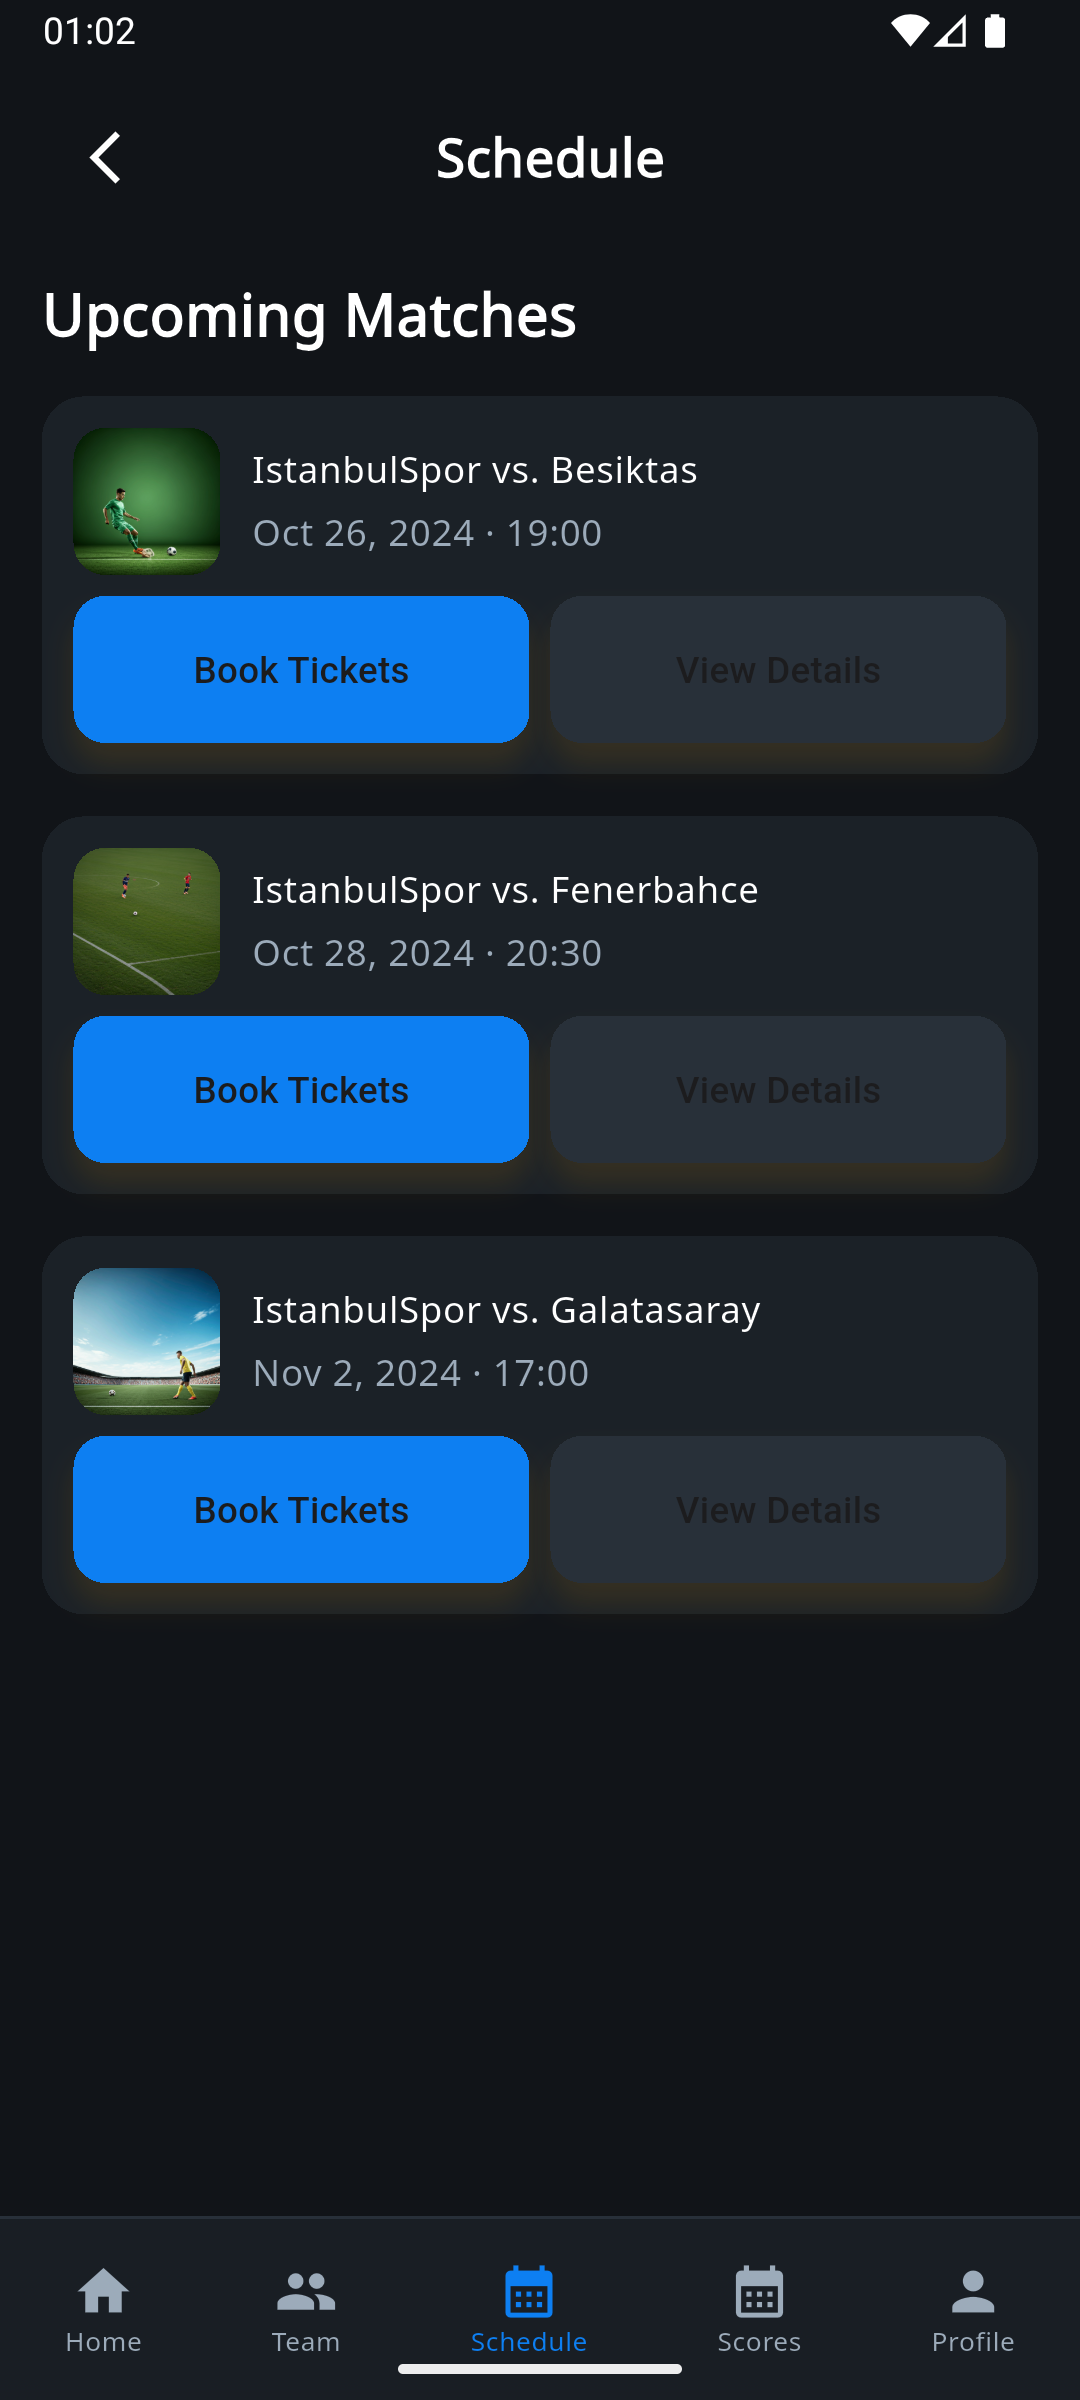 01:02
Schedule
Upcoming Matches
IstanbulSpor vs. Besiktas
Oct 26, 2024 · 19:00
Book Tickets
View Details
IstanbulSpor vs. Fenerbahce
Oct 28, 2024 · 20:30
Book Tickets
View Details
IstanbulSpor vs. Galatasaray
Nov 2, 2024 · 17:00
Book Tickets
View Details
Home
Team
Schedule
Scores
Profile